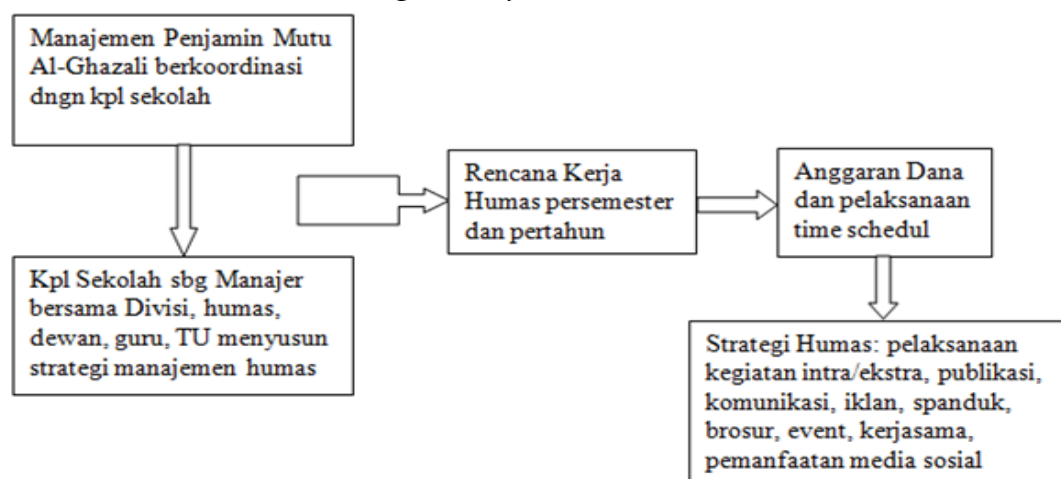 Manajemen Penjamin Mutu
Al-Ghazali berkoordinasi
dngn kpl sekolah
Kpl Sekolah sbg Manajer
bersama Divisi, humas,
dewan, guru, TU menyusun
strategi manajemen humas
Rencana Kerja
Humas persemester
dan pertahun
Anggaran Dana
dan pelaksanaan
time schedul
Strategi Humas: pelaksanaan
kegiatan intra/ekstra, publikasi,
komunikasi, iklan, spanduk,
brosur, event, kerjasama,
pemanfaatan media sosial